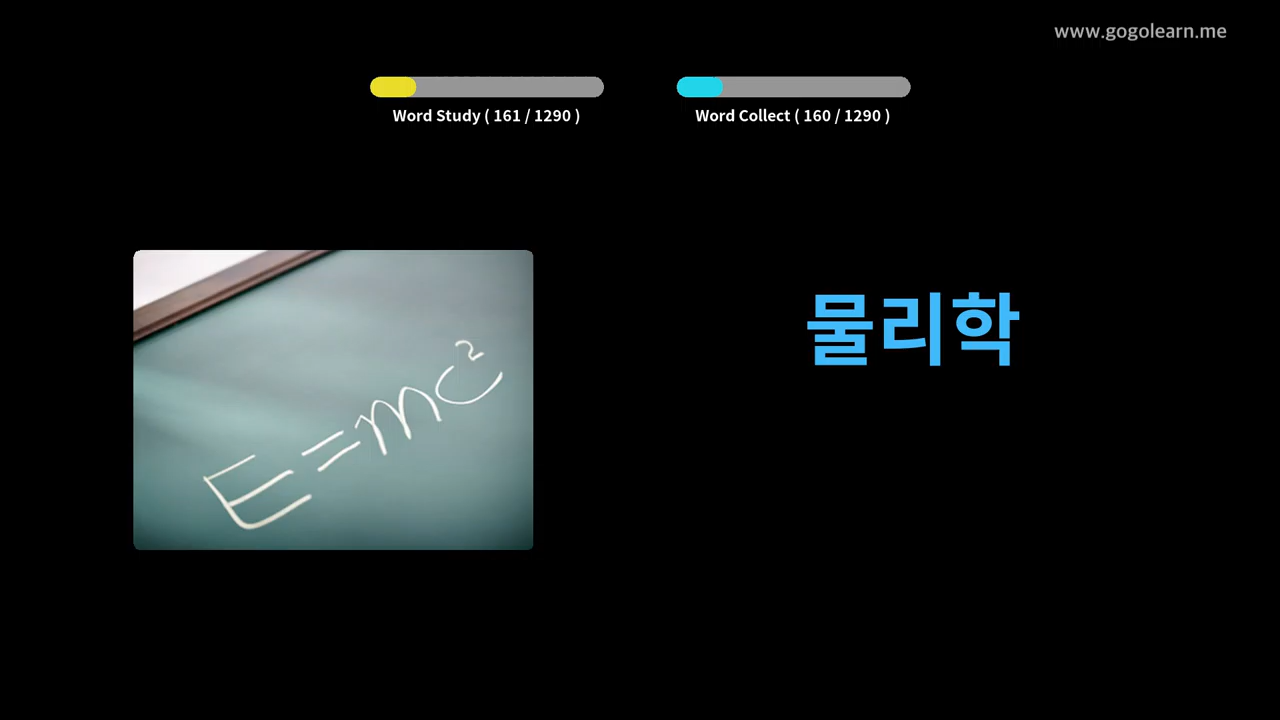 www.gogolearn.me
Word Study ( 161 / 1290 )
Word Collect ( 160 / 1290 )
물리학
E=mc²